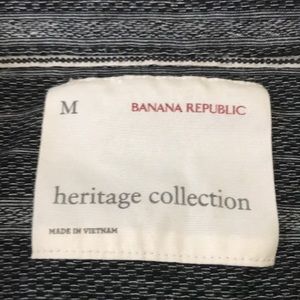 M BANANA REPUBLIC
heritage collection
MADE IN VIETNAM